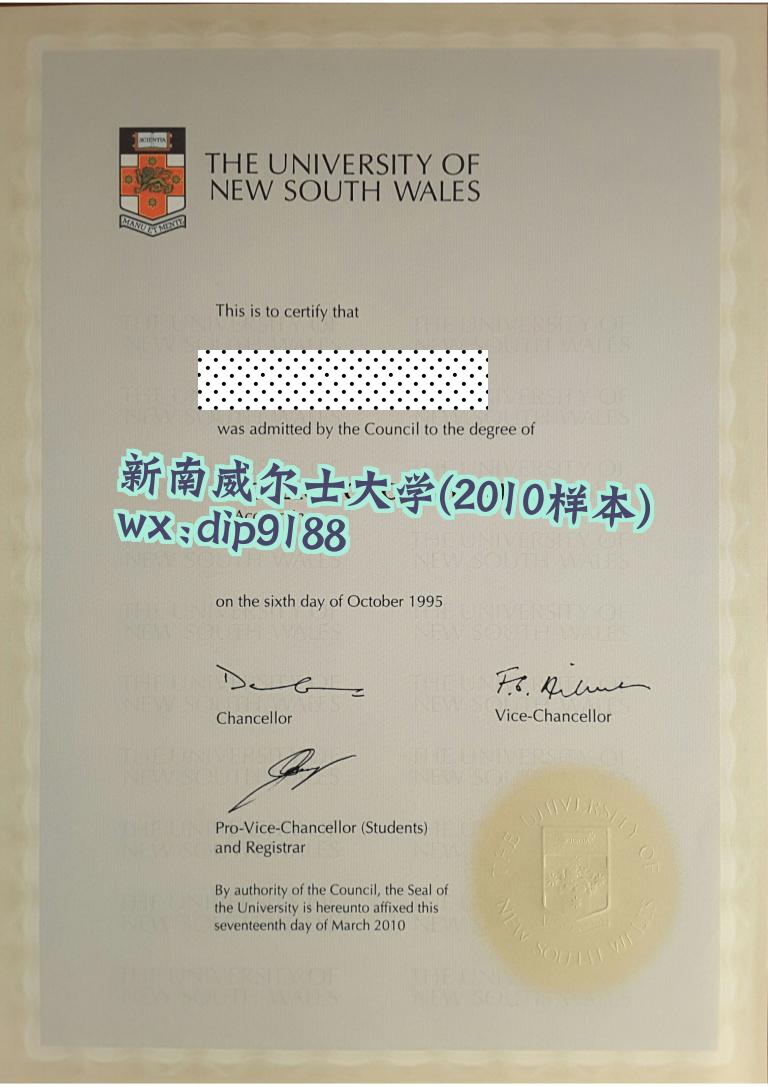 SCIENTIA
MANU ET MENTE
THE UNIVERSITY OF
NEW SOUTH WALES
This is to certify that
was admitted by the Council to the degree of
新南威尔士大学(2010样本)
wx:dip9188
on the sixth day of October 1995
Chancellor
Vice-Chancellor
Pro-Vice-Chancellor (Students)
and Registrar
By authority of the Council, the Seal of
the University is hereunto affixed this
seventeenth day of March 2010
THE UNIVERSITY OF
NEW SOUTH WALES